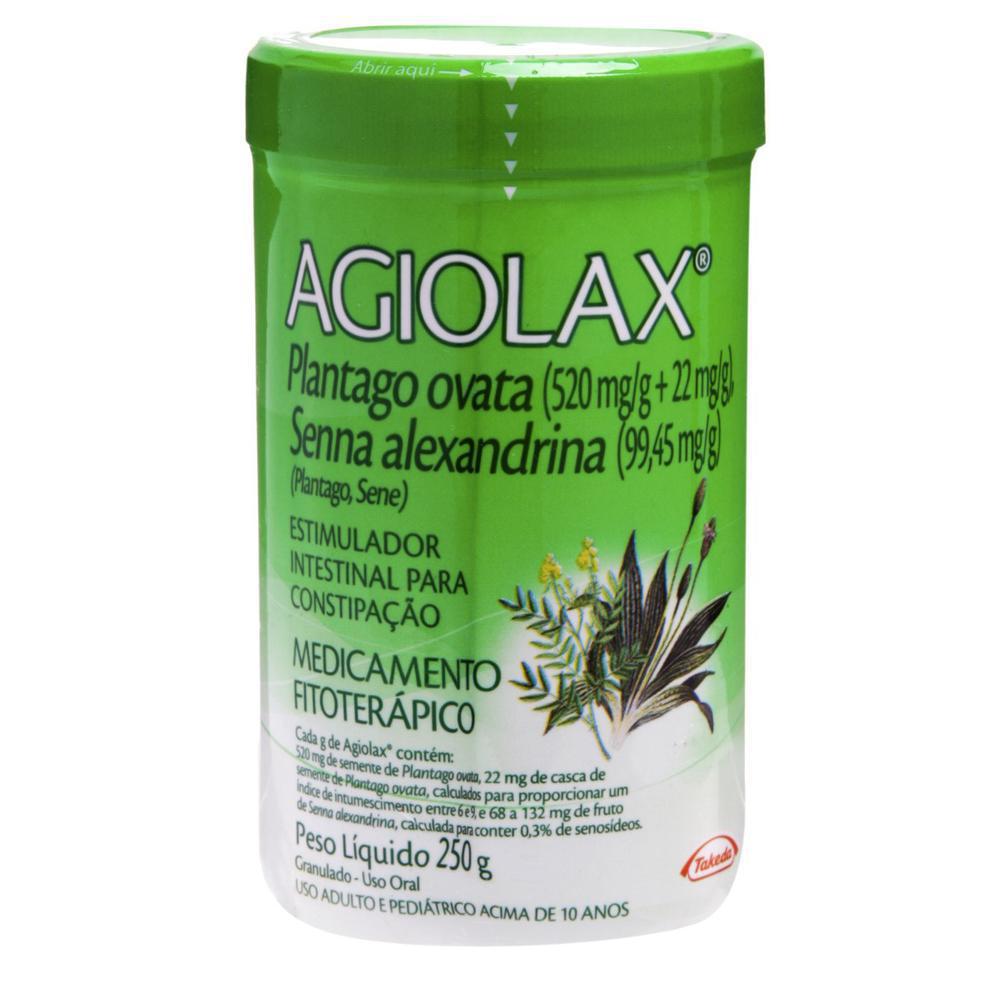 Abrir aqui
AGIOLAX®
Plantago ovata (520 mg/g + 22 mg/g),
Senna alexandrina (99,45 mg/g)
(Plantago, Sene)
ESTIMULADOR
INTESTINAL PARA
CONSTIPAÇÃO
MEDICAMENTO
FITOTERÁPICO
Cada g de Agiolax® contém:
520 mg de semente de Plantago ovata, 22 mg de casca de
semente de Plantago ovata, calculados para proporcionar um
índice de intumescimento entre 6 e 9, e 68 a 132 mg de fruto
de Senna alexandrina, calculada para conter 0,3% de senosídeos.
Peso Líquido 250 g
Granulado - Uso Oral
USO ADULTO E PEDIÁTRICO ACIMA DE 10 ANOS
Takeda